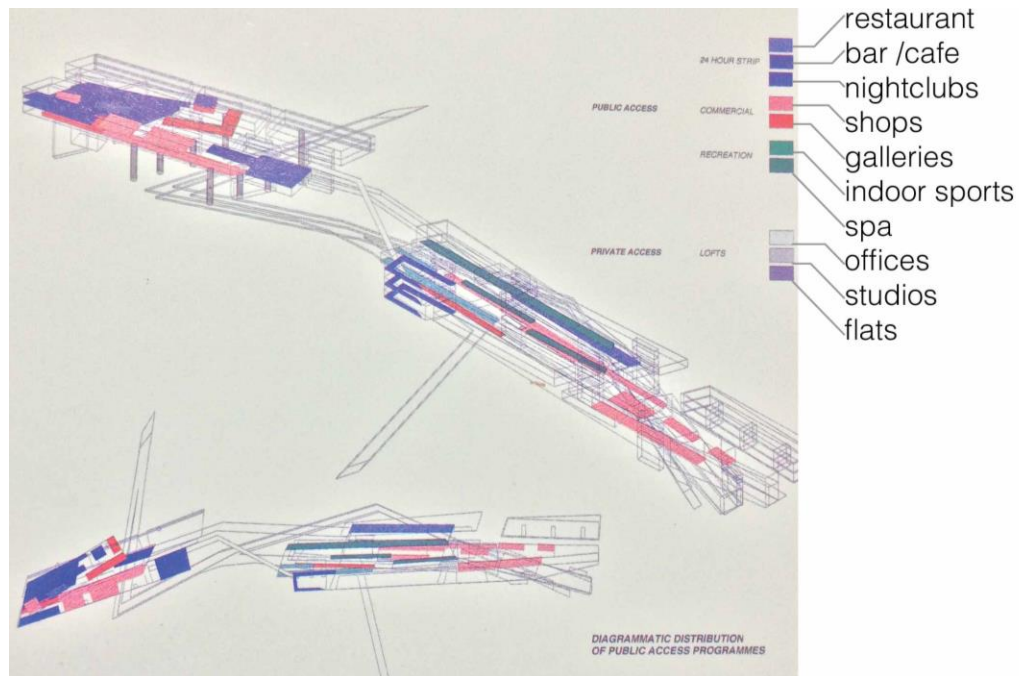 restaurant
24 HOUR STRIP
bar /cafe
nightclubs
PUBLIC ACCESS
COMMERCIAL
shops
galleries
RECREATION
indoor sports
spa
PRIVATE ACCESS
LOFTS
offices
studios
flats
DIAGRAMMATIC DISTRIBUTION
OF PUBLIC ACCESS PROGRAMMES